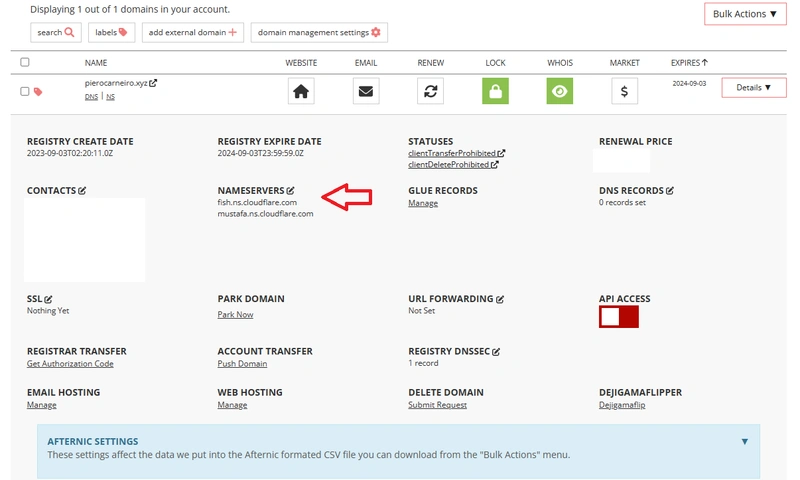 Displaying 1 out of 1 domains in your account.
Bulk Actions ▼
search labels add external domain domain management settings
NAME WEBSITE EMAIL RENEW LOCK WHOIS MARKET EXPIRES
pierocarneiro.xyz 2024-09-03 Details ▼
DNS | NS
REGISTRY CREATE DATE REGISTRY EXPIRE DATE STATUSES RENEWAL PRICE
2023-09-03T02:20:11.0Z 2024-09-03T23:59:59.0Z clientTransferProhibited
clientDeleteProhibited
CONTACTS NAMESERVERS GLUE RECORDS DNS RECORDS
fish.ns.cloudflare.com Manage 0 records set
mustafa.ns.cloudflare.com
SSL PARK DOMAIN URL FORWARDING API ACCESS
Nothing Yet Park Now Not Set
REGISTRAR TRANSFER ACCOUNT TRANSFER REGISTRY DNSSEC
Get Authorization Code Push Domain 1 record
EMAIL HOSTING WEB HOSTING DELETE DOMAIN DEJIGAMAFLIPPER
Manage Manage Submit Request Dejigamaflip
AFTERNIC SETTINGS ▼
These settings affect the data we put into the Afternic formated CSV file you can download from the "Bulk Actions" menu.